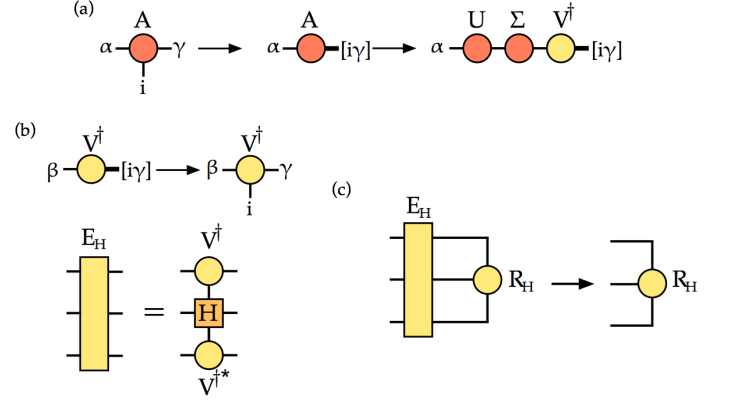 (a)
A A U Σ V†
α γ α [iγ] α [iγ]
i
(b)
V† V†
β [iγ] β γ
i
(c)
E_H
R_H R_H
E_H V†
= H
V†*